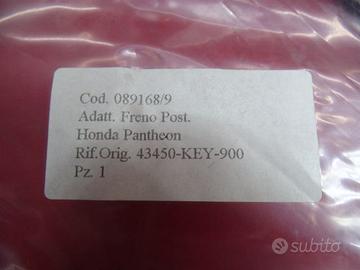 Cod. 089168/9
Adatt. Freno Post.
Honda Pantheon
Rif.Orig. 43450-KEY-900
Pz. 1
subito